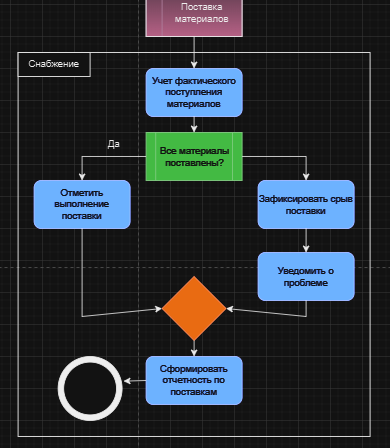 Поставка
материалов
Снабжение
Учет фактического
поступления
материалов
Да
Все материалы
поставлены?
Отметить
выполнение
поставки
Зафиксировать срыв
поставки
Уведомить о
проблеме
Сформировать
отчетность по
поставкам